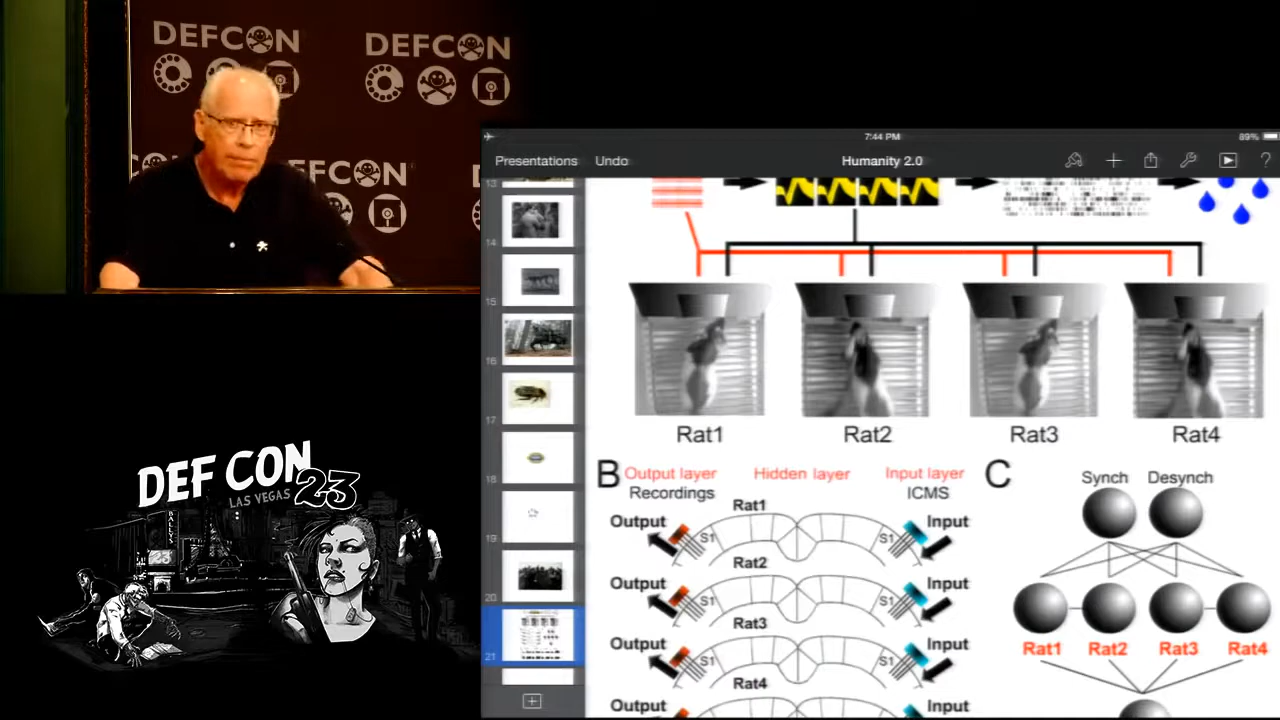 DEFCON
DEFCON
DEFCON
DEF CON 23
LAS VEGAS
BALLYS
7:44 PM
89%
Presentations
Undo
Humanity 2.0
?
13
14
15
16
17
18
19
20
21
Rat1
Rat2
Rat3
Rat4
B
Output layer
Hidden layer
Input layer
Recordings
ICMS
Rat1
Output
S1
S1
Input
Rat2
Output
S1
S1
Input
Rat3
Output
S1
S1
Input
Rat4
Output
Input
C
Synch
Desynch
Rat1
Rat2
Rat3
Rat4